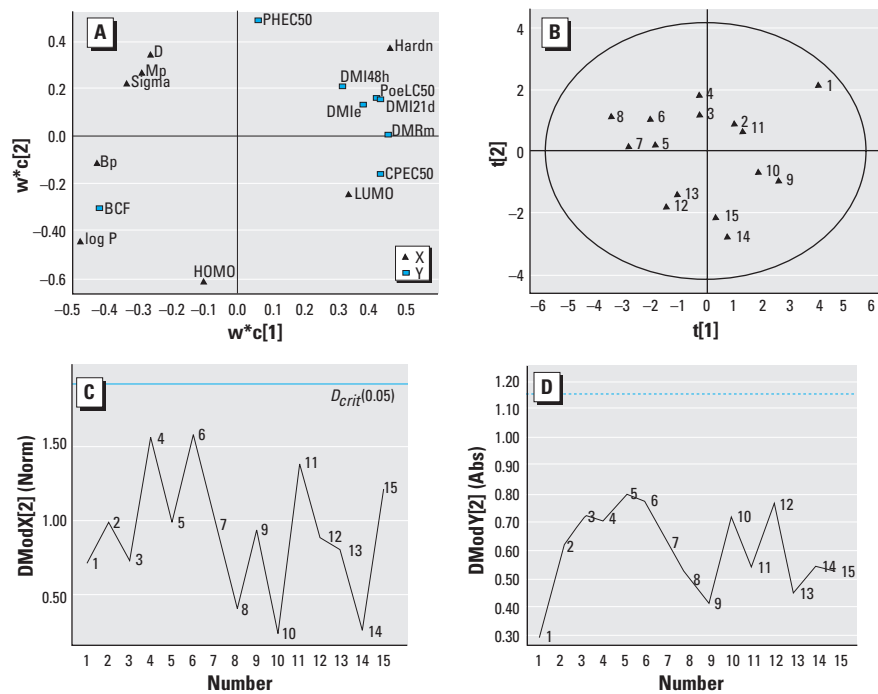 A
0.4
0.2
0.0
−0.2
−0.40
−0.6
w*c[2]
PHEC50
Hardn
D
Mp
Sigma
DMI48h
PoeLC50
DMIe
DMI21d
DMRm
Bp
CPEC50
LUMO
BCF
log P
HOMO
X
Y
−0.5 −0.4 −0.3 −0.2 −0.1 0.0 0.1 0.2 0.3 0.4 0.5
w*c[1]
B
4
2
0
−2
−4
t[2]
1
4
8
6
3
2
11
7
5
10
9
13
12
15
14
−6 −5 −4 −3 −2 −1 0 1 2 3 4 5 6
t[1]
C
Dcrit(0.05)
1.50
1.00
0.50
DModX[2] (Norm)
1
2
3
4
5
6
7
8
9
10
11
12
13
14
15
1 2 3 4 5 6 7 8 9 10 11 12 13 14 15
Number
D
1.20
1.10
1.00
0.90
0.80
0.70
0.60
0.50
0.40
0.30
DModY[2] (Abs)
1
2
3
4
5
6
7
8
9
10
11
12
13
14
15
1 2 3 4 5 6 7 8 9 10 11 12 13 14 15
Number